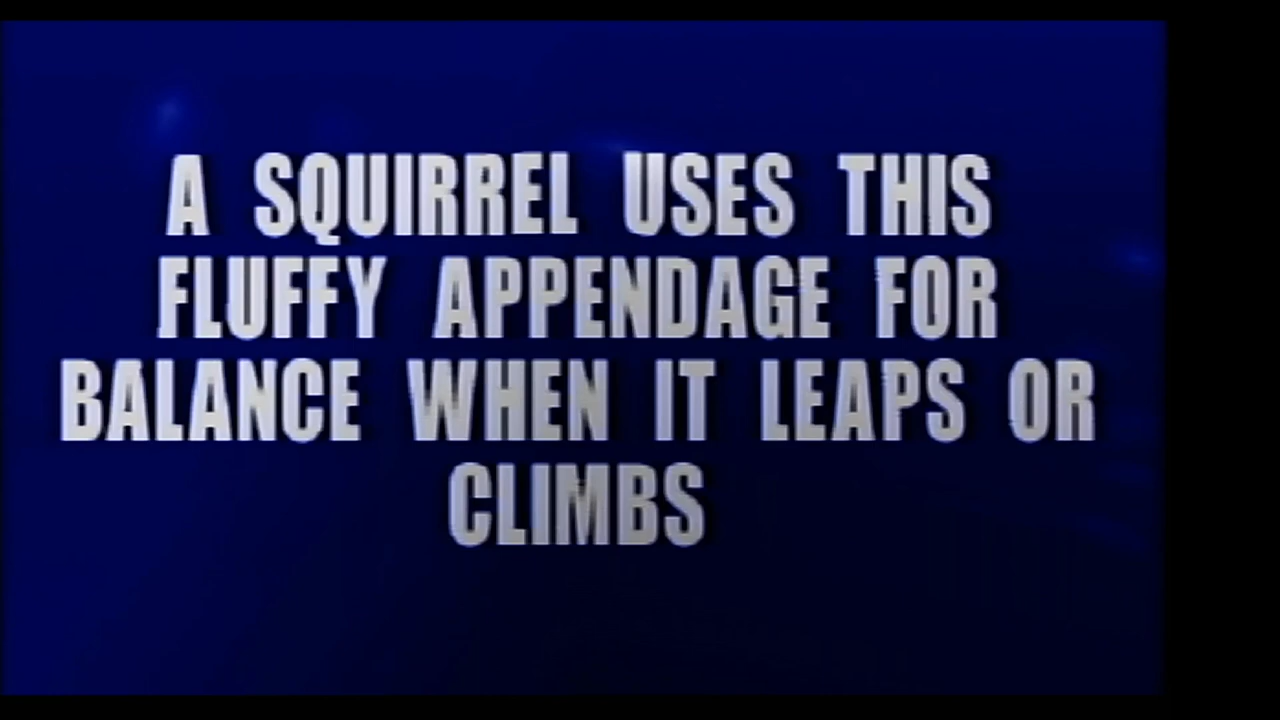 A SQUIRREL USES THIS
FLUFFY APPENDAGE FOR
BALANCE WHEN IT LEAPS OR
CLIMBS